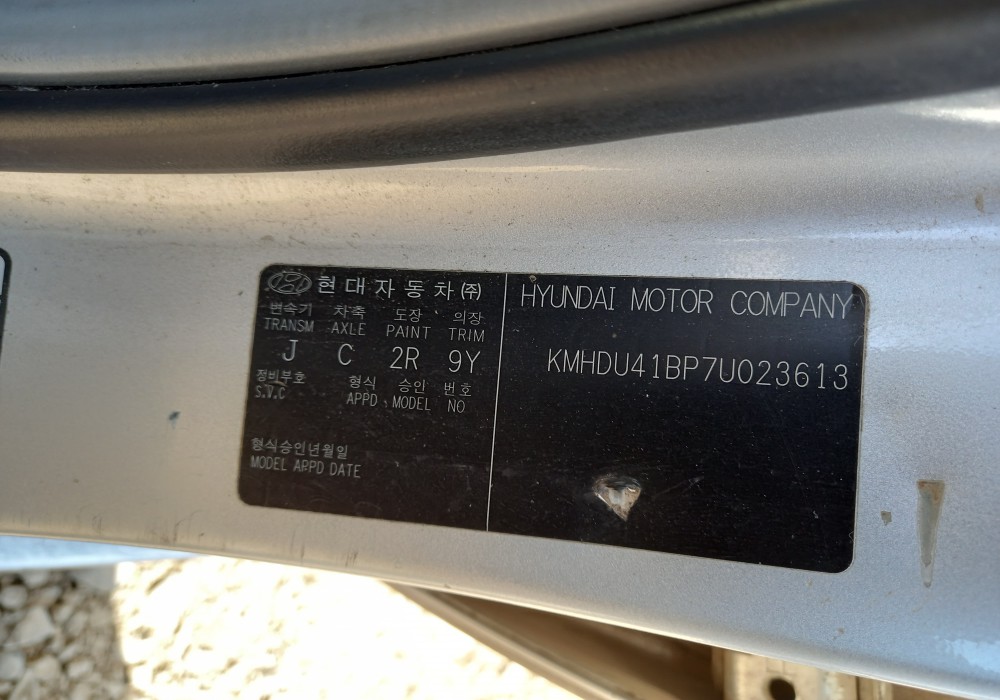 현대자동차㈜
변속기 차축 도장 의장
TRANSM AXLE PAINT TRIM
J C 2R 9Y
정비부호 형식 승인 번호
S.V.C APPD MODEL NO
형식승인년월일
MODEL APPD DATE
HYUNDAI MOTOR COMPANY
KMHDU41BP7U023613